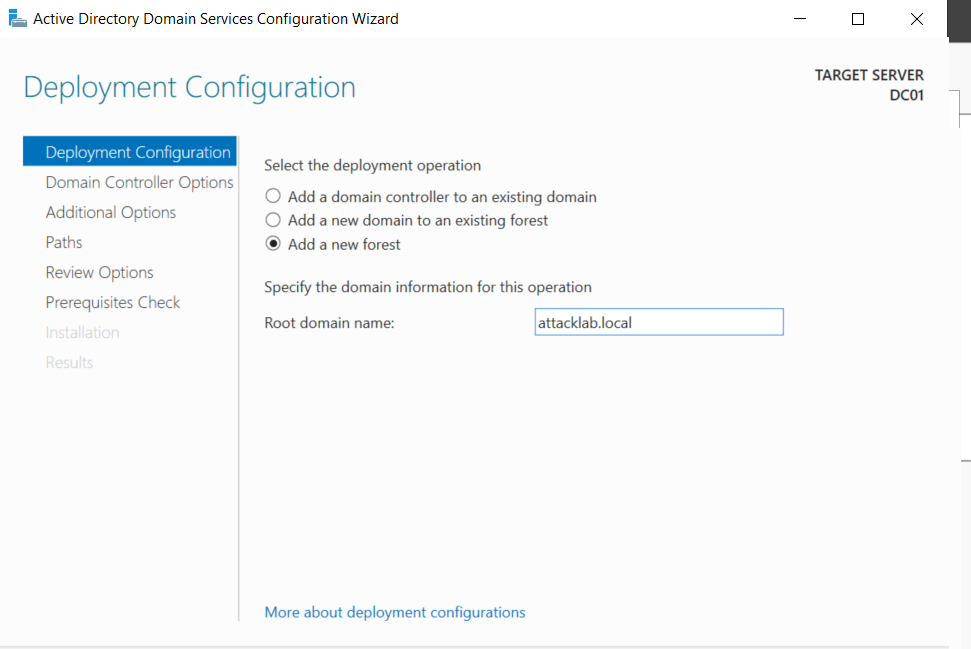 Active Directory Domain Services Configuration Wizard
Deployment Configuration
TARGET SERVER
DC01
Deployment Configuration
Domain Controller Options
Additional Options
Paths
Review Options
Prerequisites Check
Installation
Results
Select the deployment operation
Add a domain controller to an existing domain
Add a new domain to an existing forest
Add a new forest
Specify the domain information for this operation
Root domain name: attacklab.local
More about deployment configurations